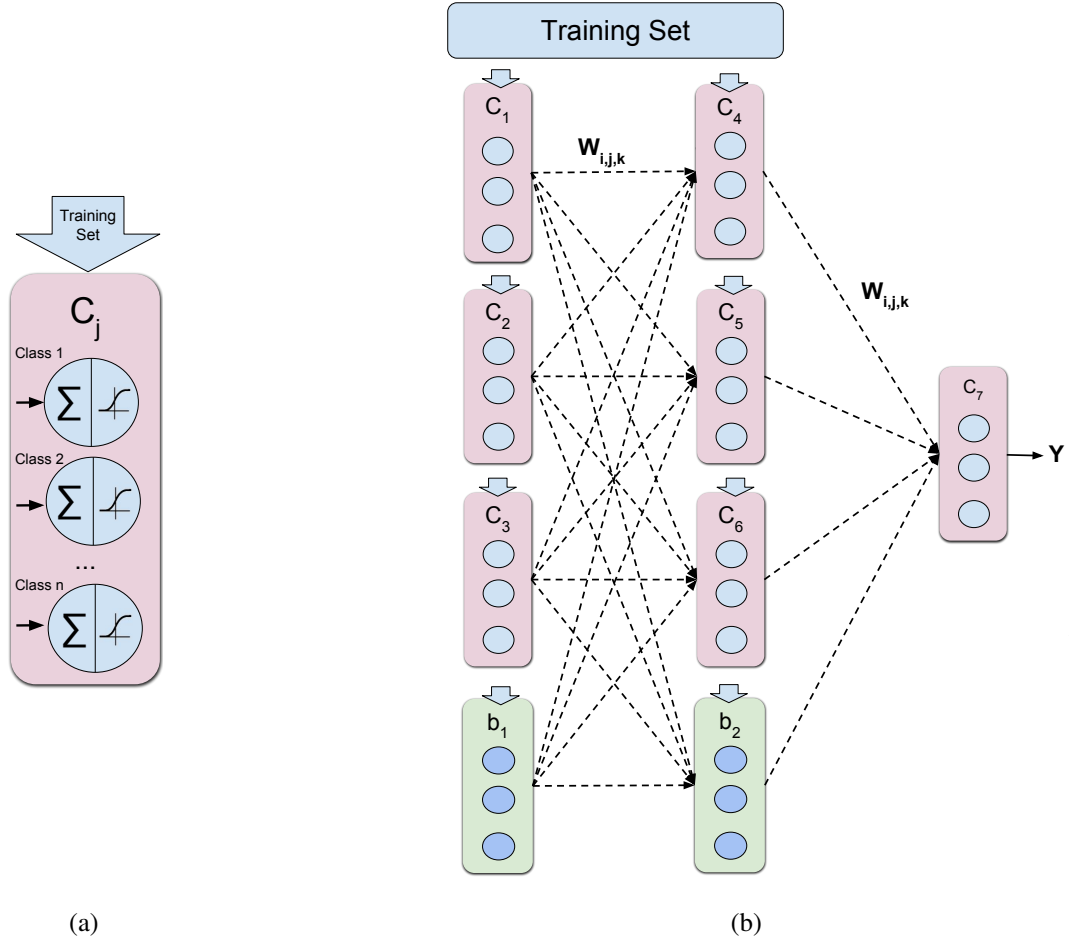 Training
Set
C_j
Class 1
Σ
Class 2
Σ
...
Class n
Σ
(a)
Training Set
C_1
C_4
W_i,j,k
C_2
C_5
W_i,j,k
C_7
Y
C_3
C_6
b_1
b_2
(b)